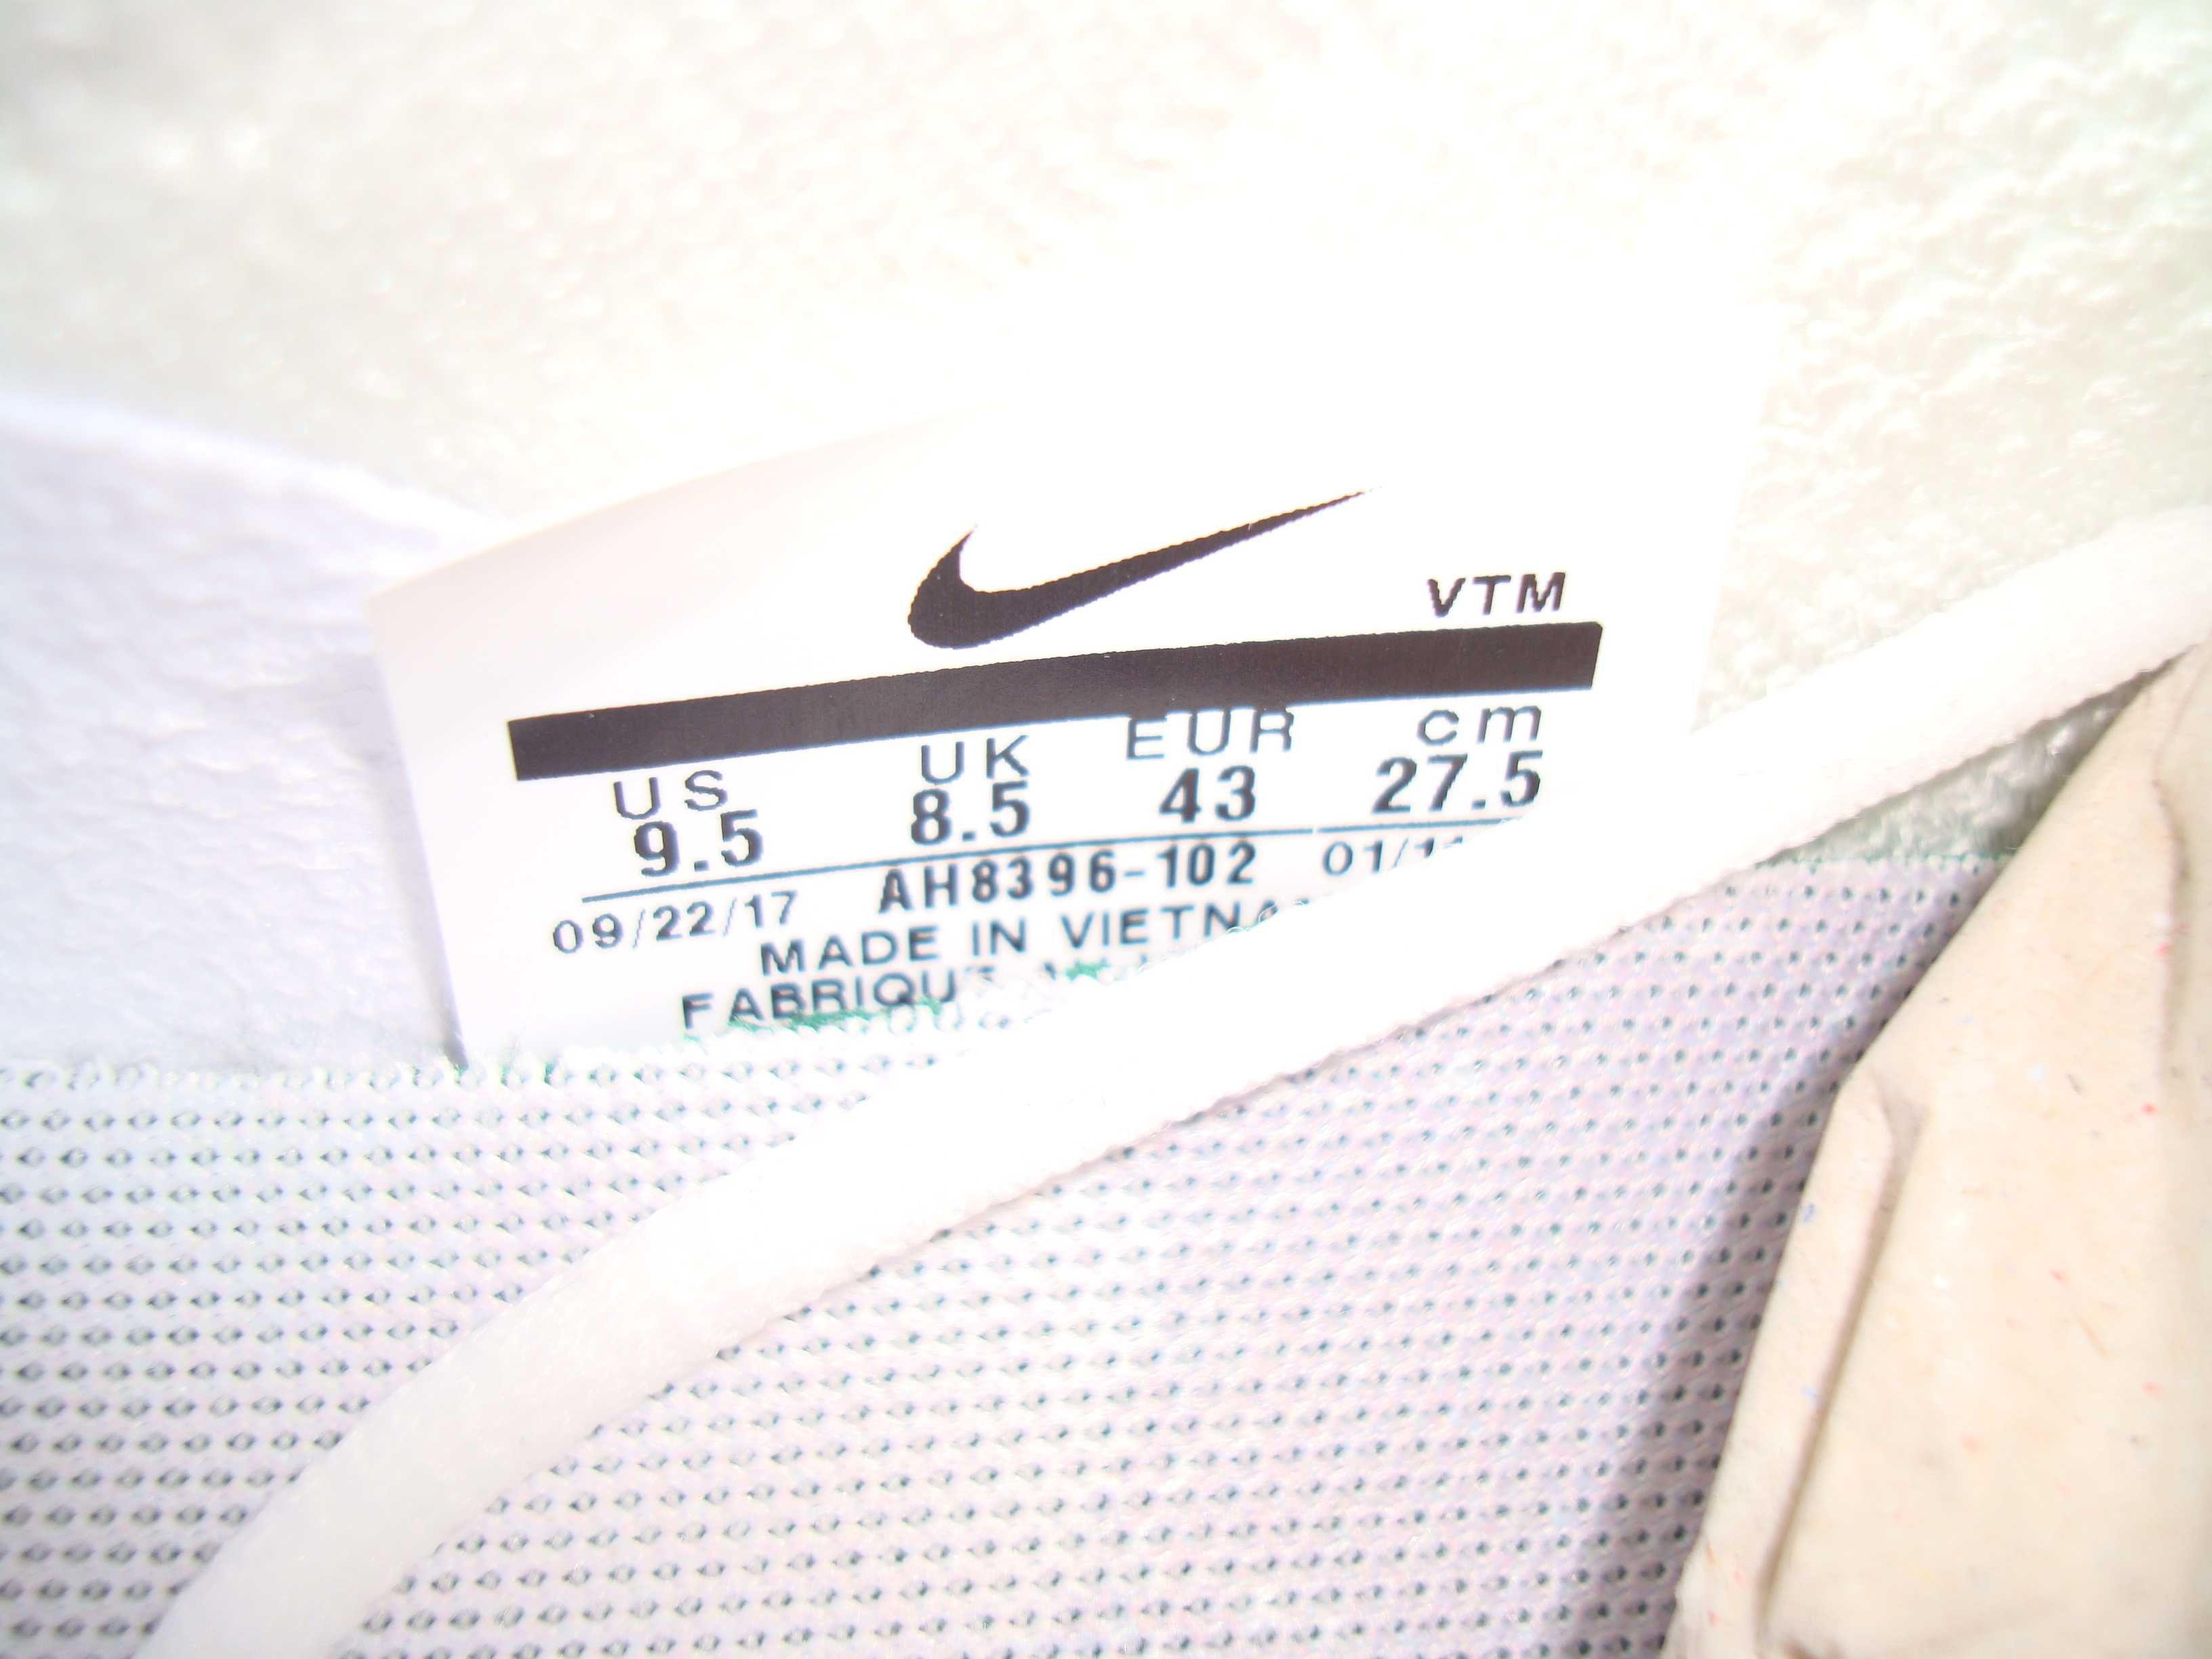 VTM
US UK EUR cm
9.5 8.5 43 27.5
09/22/17 AH8396-102
MADE IN